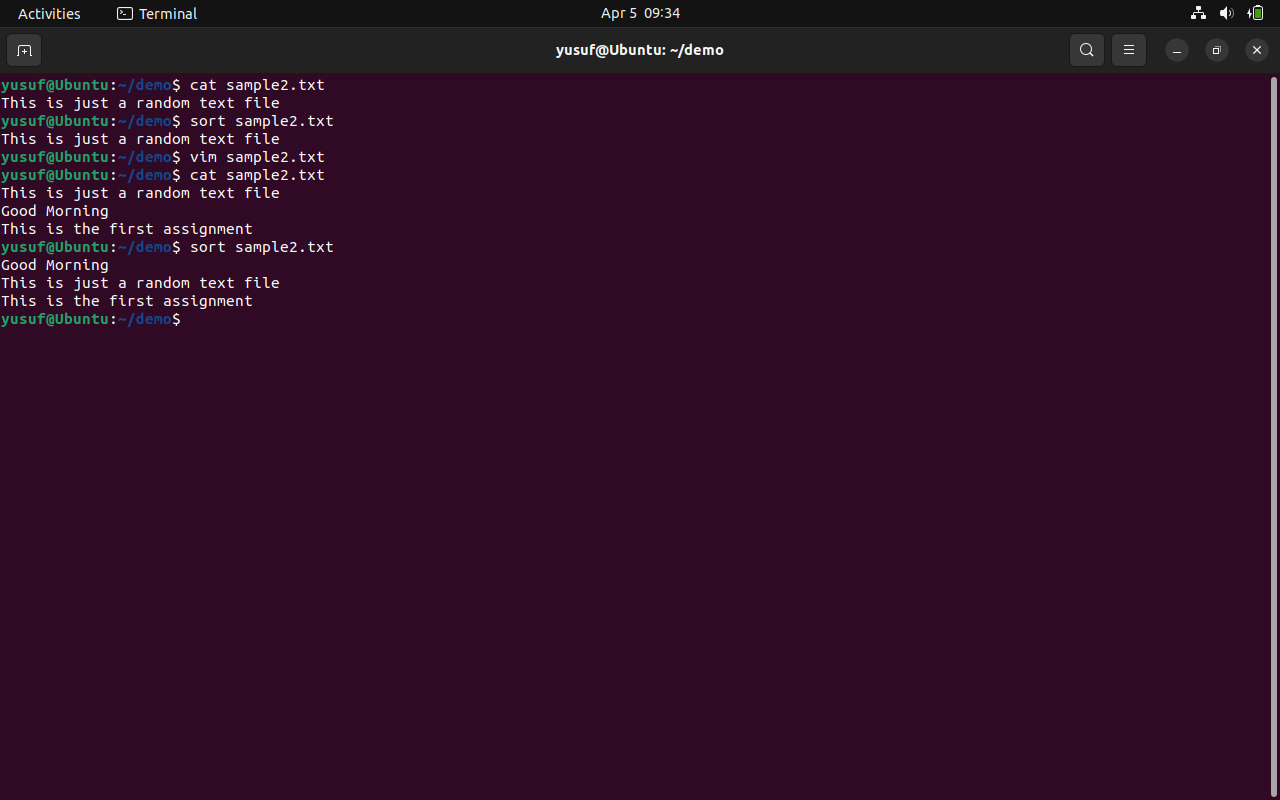 Activities Terminal Apr 5 09:34
yusuf@Ubuntu: ~/demo
yusuf@Ubuntu:~/demo$ cat sample2.txt
This is just a random text file
yusuf@Ubuntu:~/demo$ sort sample2.txt
This is just a random text file
yusuf@Ubuntu:~/demo$ vim sample2.txt
yusuf@Ubuntu:~/demo$ cat sample2.txt
This is just a random text file
Good Morning
This is the first assignment
yusuf@Ubuntu:~/demo$ sort sample2.txt
Good Morning
This is just a random text file
This is the first assignment
yusuf@Ubuntu:~/demo$